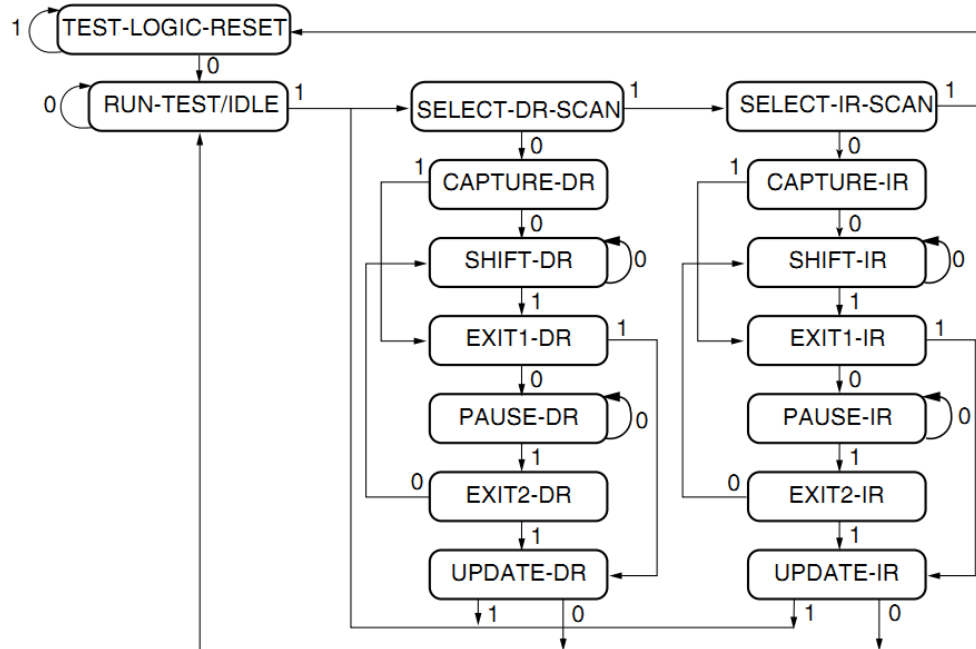 1 TEST-LOGIC-RESET
0
0 RUN-TEST/IDLE 1 SELECT-DR-SCAN 1 SELECT-IR-SCAN 1
0 0
1 CAPTURE-DR 1 CAPTURE-IR
0 0
SHIFT-DR 0 SHIFT-IR 0
1 1
EXIT1-DR 1 EXIT1-IR 1
0 0
PAUSE-DR 0 PAUSE-IR 0
1 1
0 EXIT2-DR 0 EXIT2-IR
1 1
UPDATE-DR UPDATE-IR
1 0 1 0